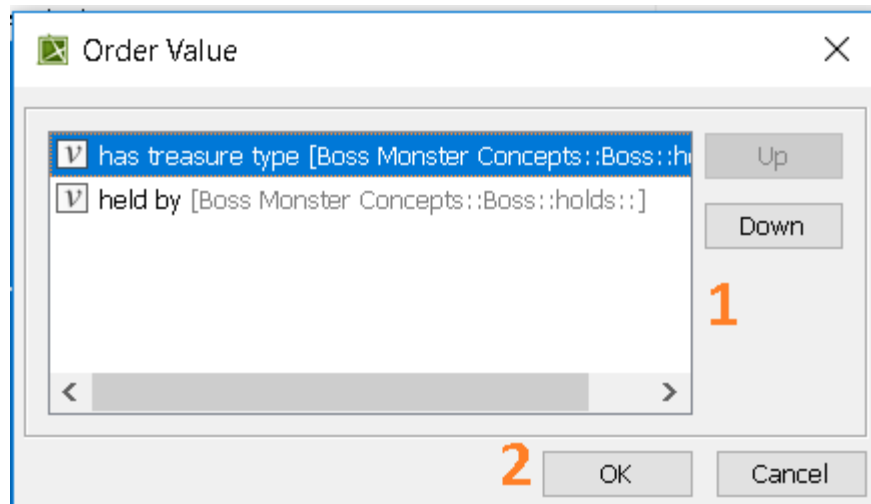 Order Value
V has treasure type [Boss Monster Concepts::Boss::h
Up
V held by [Boss Monster Concepts::Boss::holds::]
Down
1
2
OK
Cancel